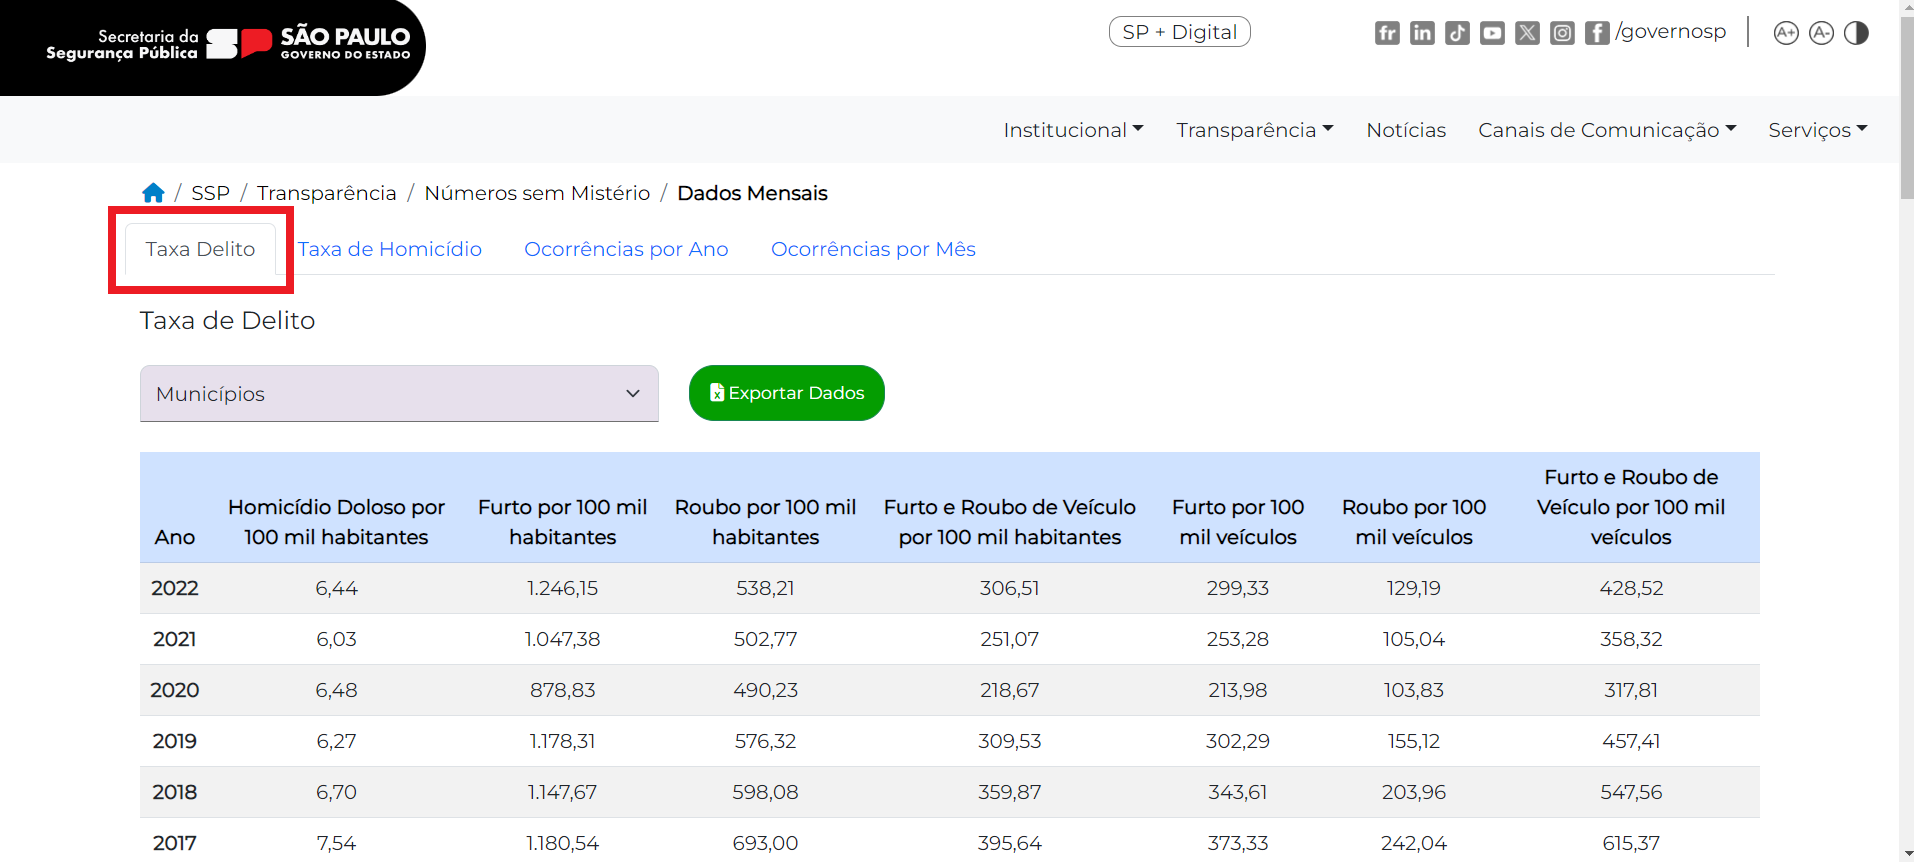 Secretaria da
Segurança Pública
SÃO PAULO
GOVERNO DO ESTADO
SP + Digital
/governosp
A+
A-
Institucional
Transparência
Notícias
Canais de Comunicação
Serviços
/ SSP / Transparência / Números sem Mistério / Dados Mensais
Taxa Delito
Taxa de Homicídio
Ocorrências por Ano
Ocorrências por Mês
Taxa de Delito
Municípios
Exportar Dados
Ano
Homicídio Doloso por
100 mil habitantes
Furto por 100 mil
habitantes
Roubo por 100 mil
habitantes
Furto e Roubo de Veículo
por 100 mil habitantes
Furto por 100
mil veículos
Roubo por 100
mil veículos
Furto e Roubo de
Veículo por 100 mil
veículos
2022 6,44 1.246,15 538,21 306,51 299,33 129,19 428,52
2021 6,03 1.047,38 502,77 251,07 253,28 105,04 358,32
2020 6,48 878,83 490,23 218,67 213,98 103,83 317,81
2019 6,27 1.178,31 576,32 309,53 302,29 155,12 457,41
2018 6,70 1.147,67 598,08 359,87 343,61 203,96 547,56
2017 7,54 1.180,54 693,00 395,64 373,33 242,04 615,37